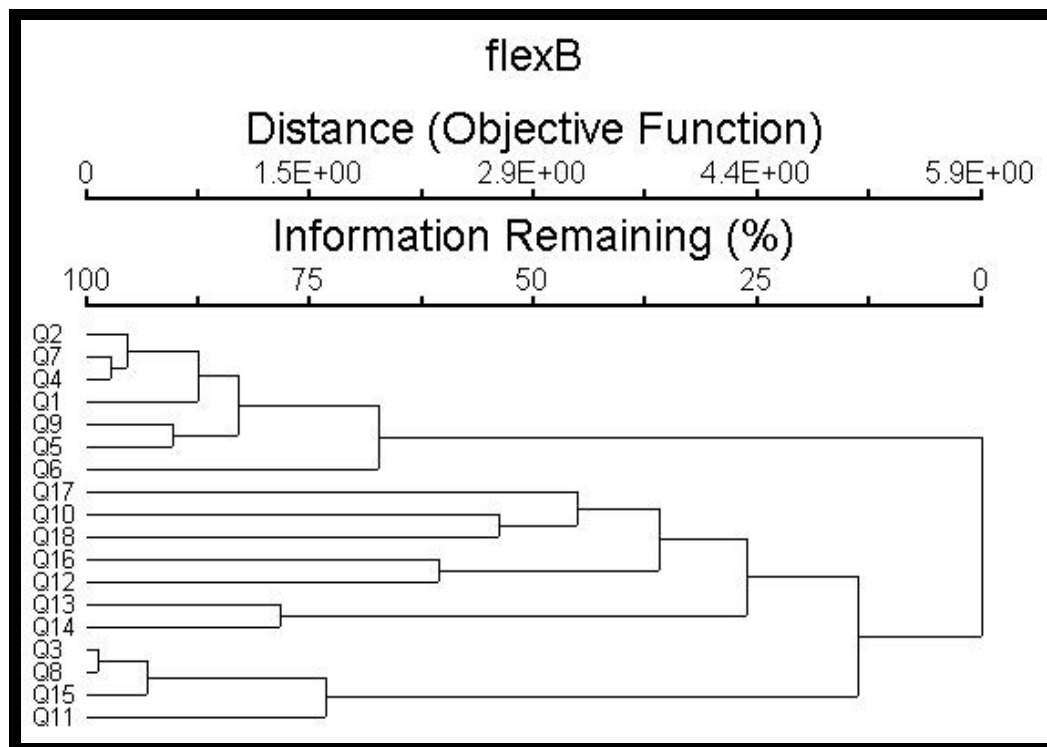 flexB
Distance (Objective Function)
0 1.5E+00 2.9E+00 4.4E+00 5.9E+00
Information Remaining (%)
100 75 50 25 0
Q2
Q7
Q4
Q1
Q9
Q5
Q6
Q17
Q10
Q18
Q16
Q12
Q13
Q14
Q3
Q8
Q15
Q11